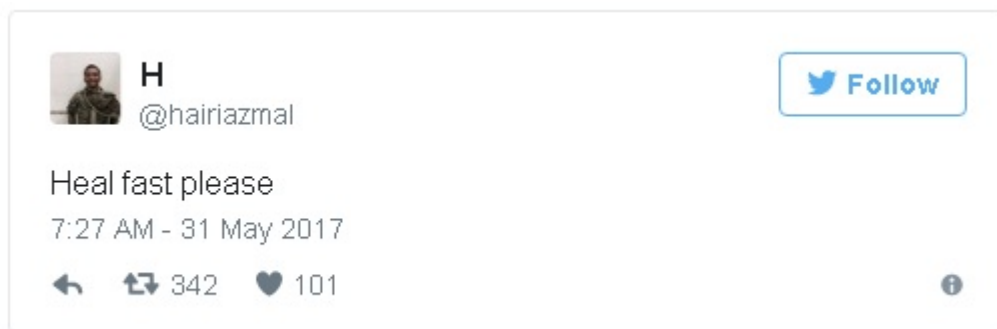 H
@hairiazmal
Follow
Heal fast please
7:27 AM - 31 May 2017
342 101